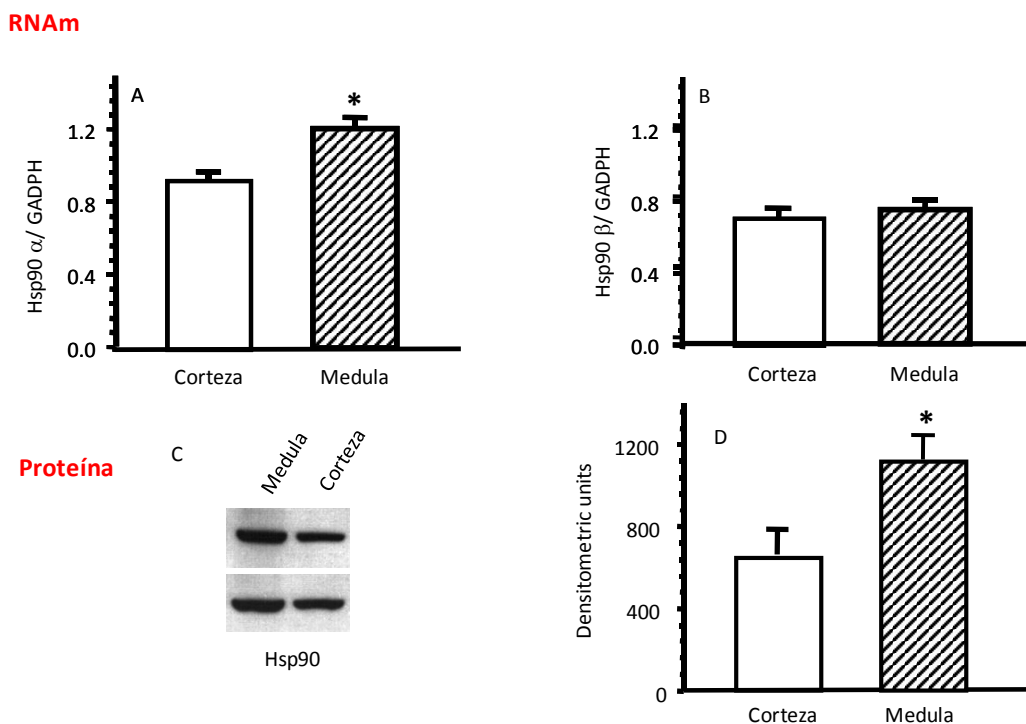 RNAm
A
*
1.2
0.8
0.4
0.0
Hsp90 α/ GADPH
Corteza Medula
B
1.2
0.8
0.4
0.0
Hsp90 β/ GADPH
Corteza Medula
Proteína
C
Medula
Corteza
Hsp90
D
*
1200
800
400
0
Densitometric units
Corteza Medula